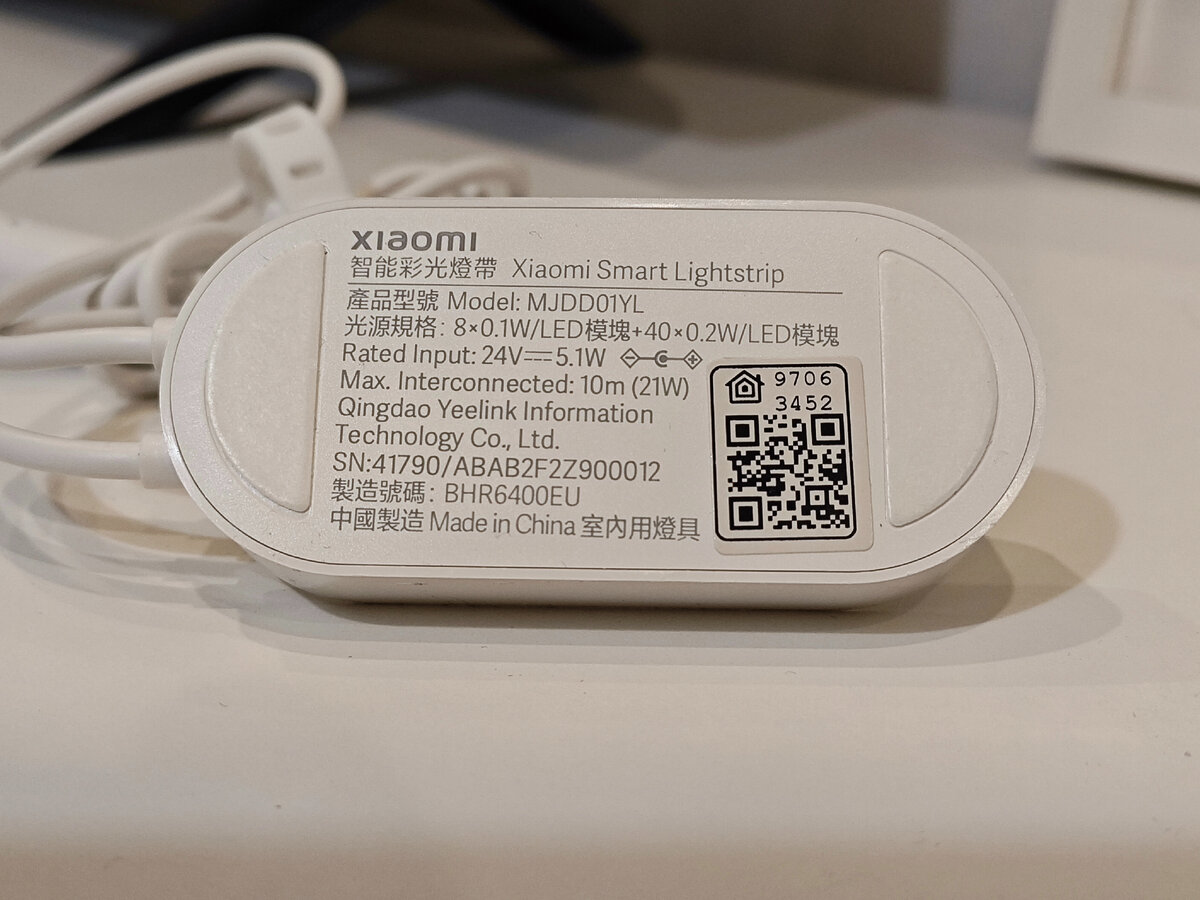 xiaomi
智能彩光燈帶 Xiaomi Smart Lightstrip
產品型號 Model: MJDD01YL
光源規格: 8×0.1W/LED模塊+40×0.2W/LED模塊
Rated Input: 24V⎓5.1W
Max. Interconnected: 10m (21W)
Qingdao Yeelink Information
Technology Co., Ltd.
SN:41790/ABAB2F2Z900012
製造號碼: BHR6400EU
中國製造 Made in China 室內用燈具
9706
3452